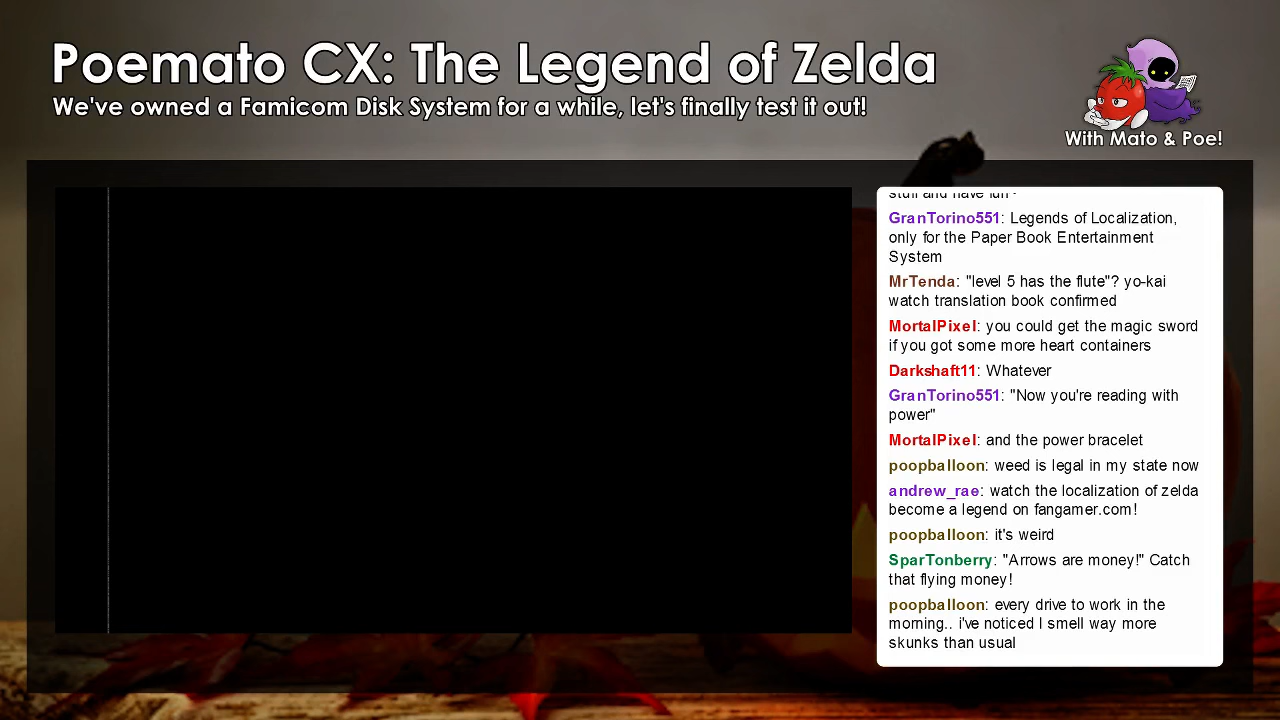 Poemato CX: The Legend of Zelda
We've owned a Famicom Disk System for a while, let's finally test it out!
With Mato & Poe!
stuff and have fun -
GranTorino551: Legends of Localization,
only for the Paper Book Entertainment
System
MrTenda: "level 5 has the flute"? yo-kai
watch translation book confirmed
MortalPixel: you could get the magic sword
if you got some more heart containers
Darkshaft11: Whatever
GranTorino551: "Now you're reading with
power"
MortalPixel: and the power bracelet
poopballoon: weed is legal in my state now
andrew_rae: watch the localization of zelda
become a legend on fangamer.com!
poopballoon: it's weird
SparTonberry: "Arrows are money!" Catch
that flying money!
poopballoon: every drive to work in the
morning.. i've noticed I smell way more
skunks than usual